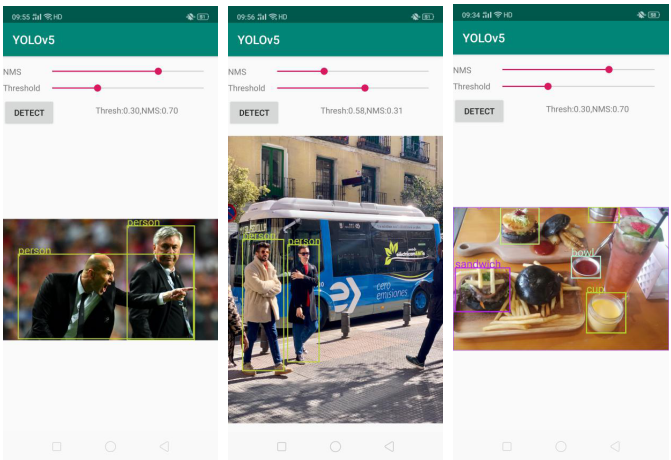 09:55 HD 81
YOLOv5
NMS
Threshold
DETECT
Thresh:0.30,NMS:0.70
person
person
09:56 HD 81
YOLOv5
NMS
Threshold
DETECT
Thresh:0.58,NMS:0.31
person
person
cero
emisiones
09:34 HD
YOLOv5
NMS
Threshold
DETECT
Thresh:0.30,NMS:0.70
bowl
sandwich
cup